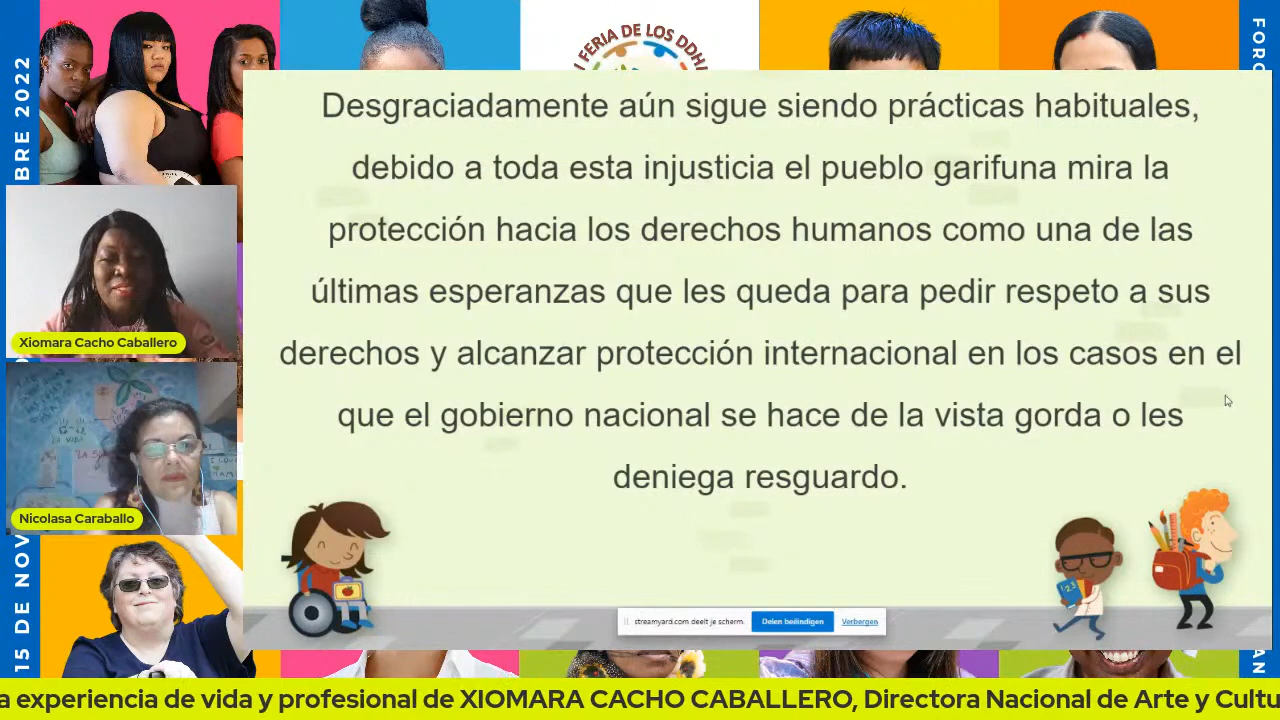 BRE 2022
15 DE NOV
FERIA DE LOS DDH
FORO
AN
Desgraciadamente aún sigue siendo prácticas habituales,
debido a toda esta injusticia el pueblo garifuna mira la
protección hacia los derechos humanos como una de las
últimas esperanzas que les queda para pedir respeto a sus
derechos y alcanzar protección internacional en los casos en el
que el gobierno nacional se hace de la vista gorda o les
deniega resguardo.
Xiomara Cacho Caballero
Nicolasa Caraballo
123
streamyard.com deelt je scherm.
Delen beëindigen
Verbergen
a experiencia de vida y profesional de XIOMARA CACHO CABALLERO, Directora Nacional de Arte y Cultu